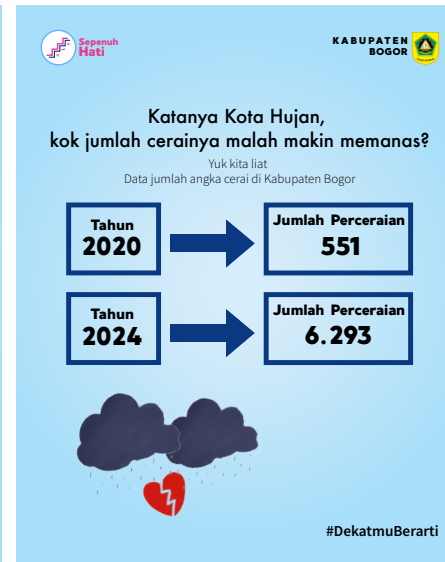 Sepenuh
Hati
KABUPATEN
BOGOR
Katanya Kota Hujan,
kok jumlah cerainya malah makin memanas?
Yuk kita liat
Data jumlah angka cerai di Kabupaten Bogor
Tahun
2020
Jumlah Perceraian
551
Tahun
2024
Jumlah Perceraian
6.293
#DekatmuBerarti